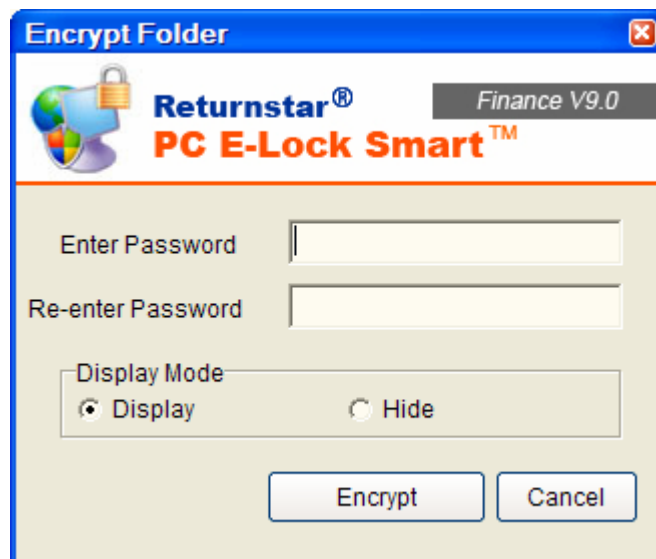 Encrypt Folder
Returnstar® Finance V9.0
PC E-Lock Smart™
Enter Password
Re-enter Password
Display Mode
Display Hide
Encrypt Cancel